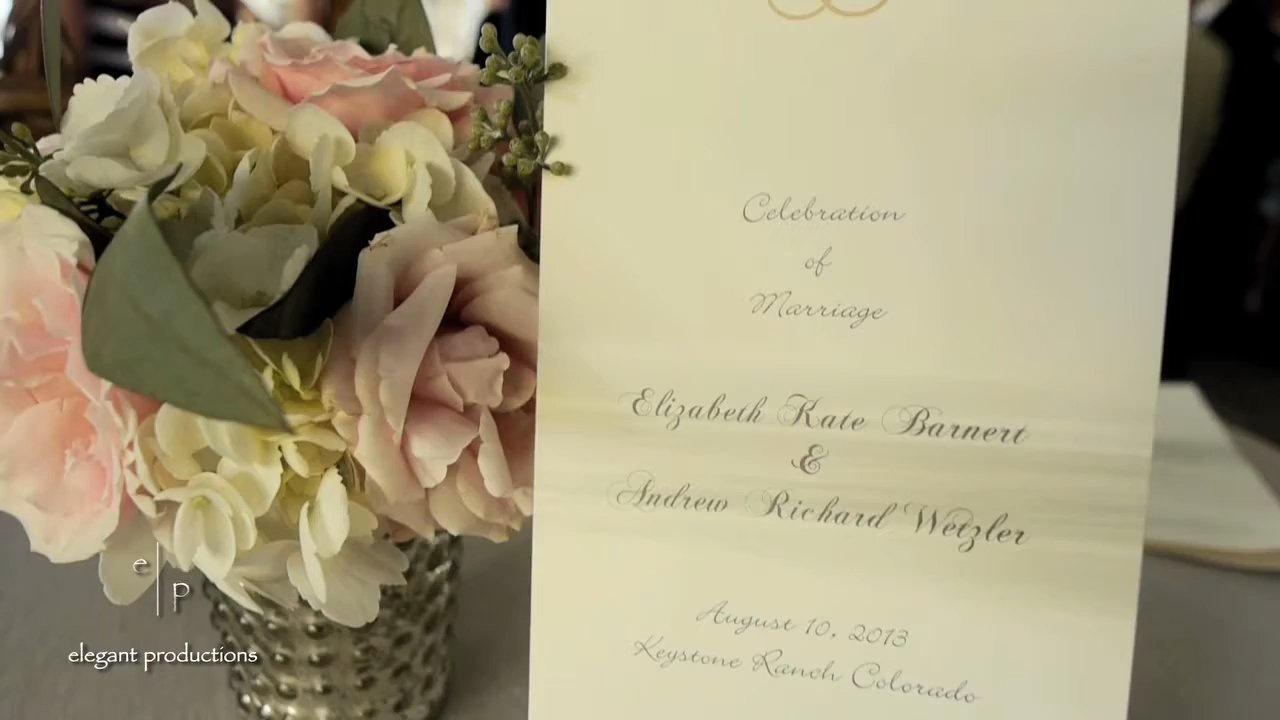 Celebration
of
Marriage
Elizabeth Kate Barnert
&
Andrew Richard Wetzler
August 10, 2013
Keystone Ranch Colorado
e|p
elegant productions